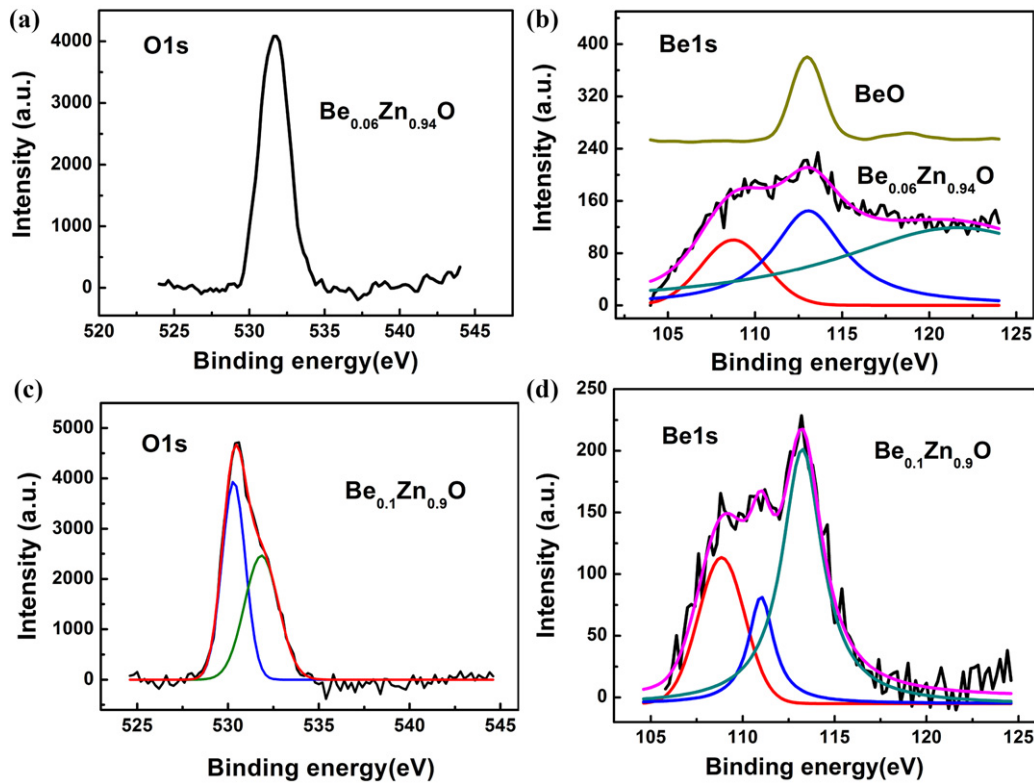 (a)
O1s
Be0.06Zn0.94O
Intensity (a.u.)
4000
3000
2000
1000
0
520 525 530 535 540 545
Binding energy(eV)
(b)
Be1s
BeO
Be0.06Zn0.94O
Intensity (a.u.)
400
320
240
160
80
0
105 110 115 120 125
Binding energy(eV)
(c)
O1s
Be0.1Zn0.9O
Intensity (a.u.)
5000
4000
3000
2000
1000
0
525 530 535 540 545
Binding energy(eV)
(d)
Be1s
Be0.1Zn0.9O
Intensity (a.u.)
250
200
150
100
50
0
105 110 115 120 125
Binding energy(eV)